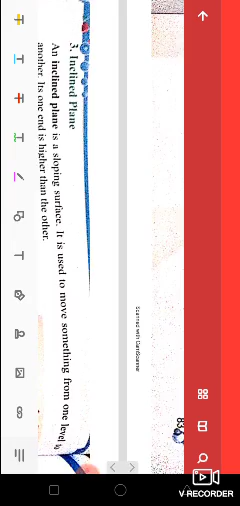 3. Inclined Plane
An inclined plane is a sloping surface. It is used to move something from one level to
another. Its one end is higher than the other.
Scanned with CamScanner
83
V-RECORDER